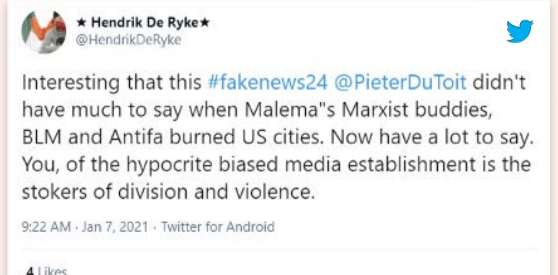 ★ Hendrik De Ryke★
@HendrikDeRyke
Interesting that this #fakenews24 @PieterDuToit didn't
have much to say when Malema"s Marxist buddies,
BLM and Antifa burned US cities. Now have a lot to say.
You, of the hypocrite biased media establishment is the
stokers of division and violence.
9:22 AM · Jan 7, 2021 · Twitter for Android
4 Likes